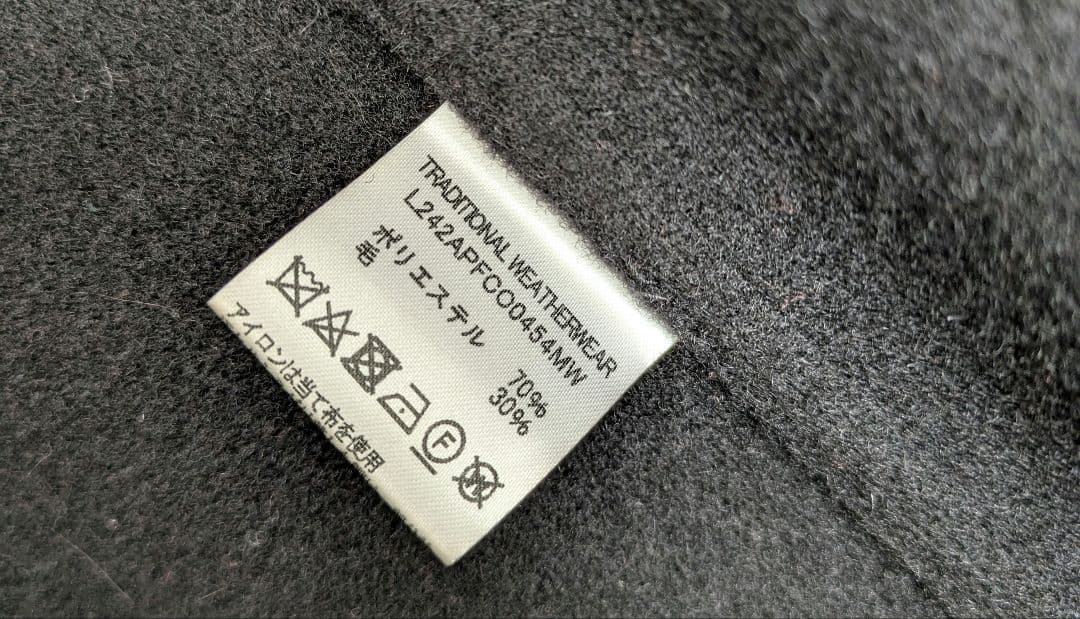 TRADITIONAL WEATHERWEAR
L242APFCO0454MW
ポリエステル 70%
毛 30%
F
W
アイロンは当て布を使用